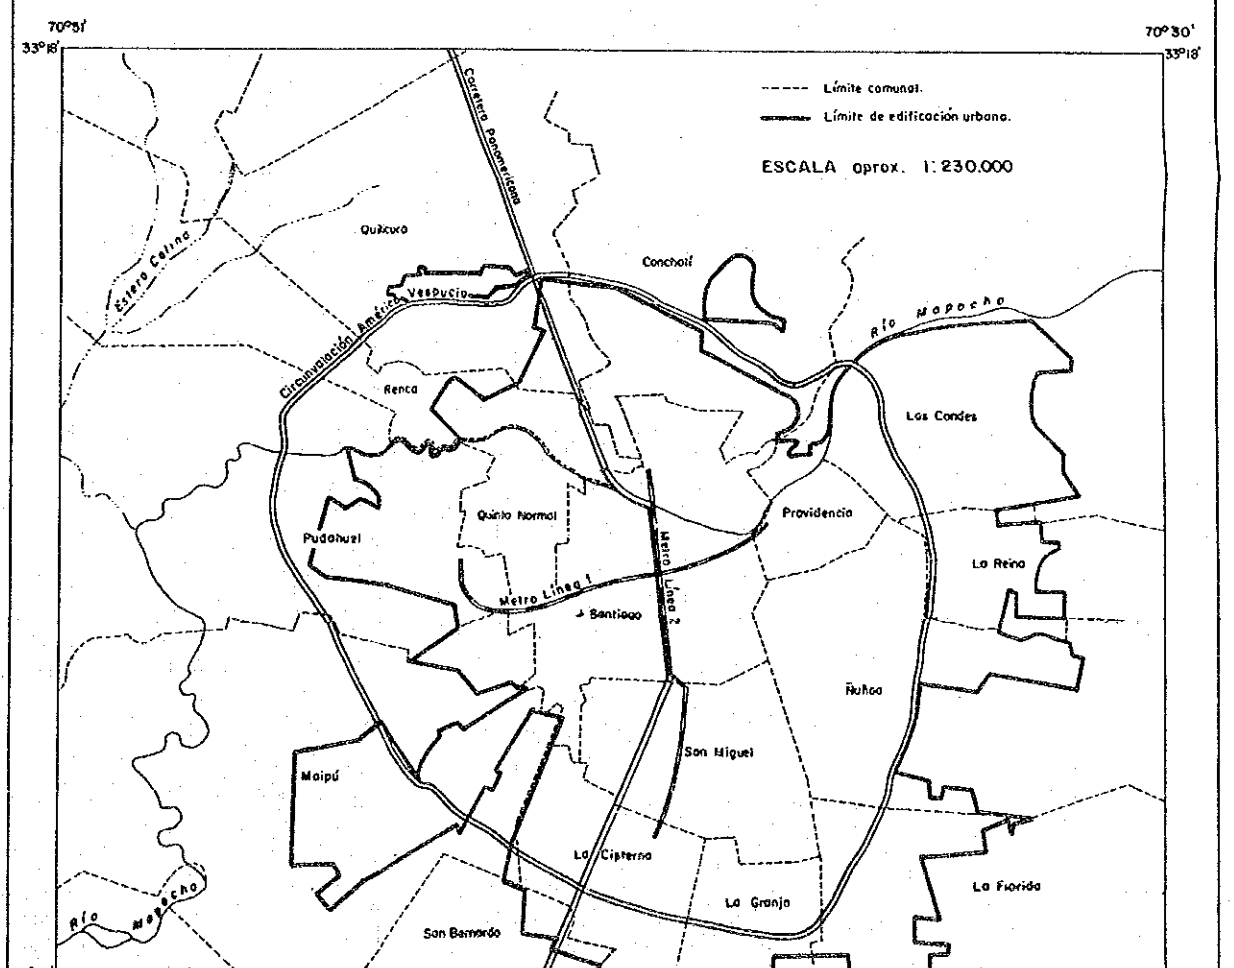 70°51'
70°30'
33°18'
33°18'
Límite comunal.
Límite de edificación urbana.
ESCALA aprox. 1:230.000
Carretera Panamericana
Quilicura
Conchalí
Estero Colina
Circunvalación Américo Vespucio
Río Mapocho
Renca
Las Condes
Quinta Normal
Providencia
Pudahuel
Metro Línea 1
Metro Línea 2
La Reina
Santiago
Ñuñoa
San Miguel
Maipú
La Cisterna
La Florida
La Granja
Río Mapocho
San Bernardo